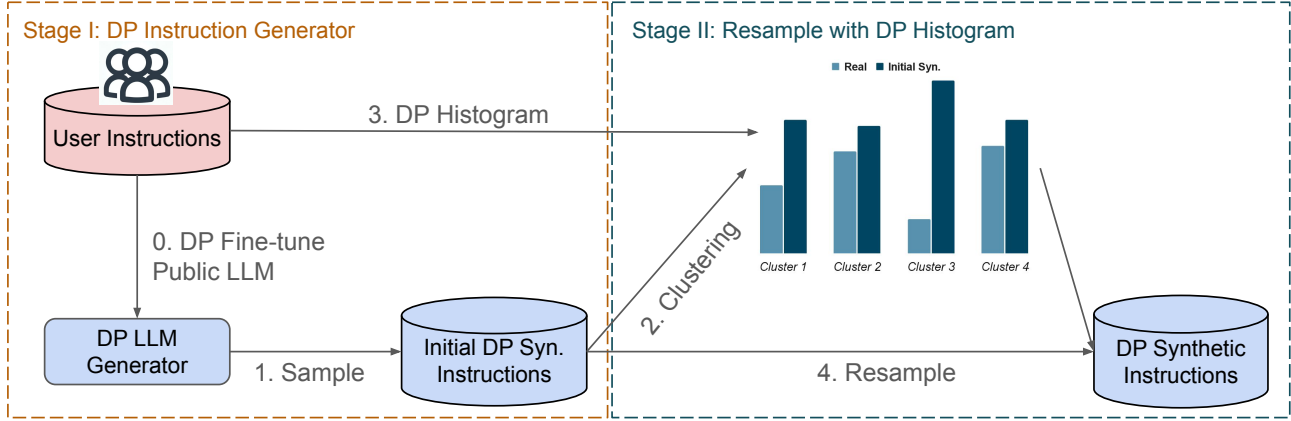 Stage I: DP Instruction Generator
User Instructions
0. DP Fine-tune
Public LLM
DP LLM
Generator
1. Sample
Initial DP Syn.
Instructions
Stage II: Resample with DP Histogram
3. DP Histogram
2. Clustering
Real
Initial Syn.
Cluster 1
Cluster 2
Cluster 3
Cluster 4
4. Resample
DP Synthetic
Instructions